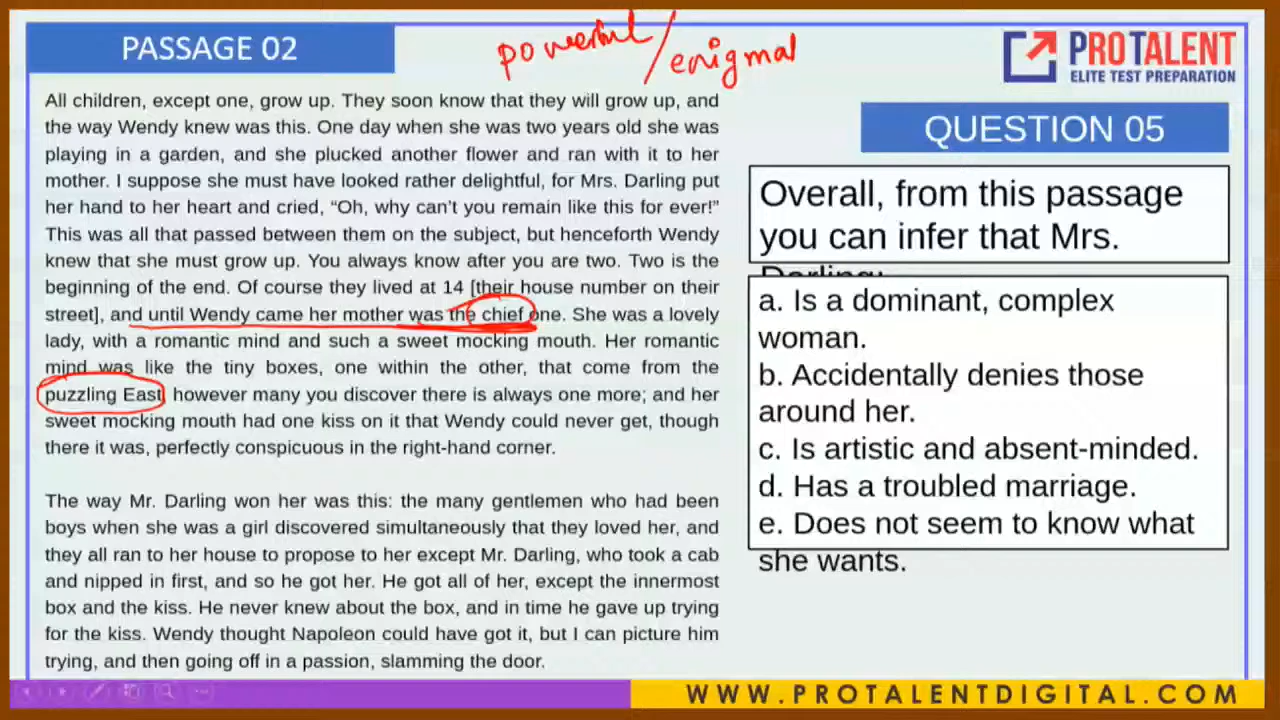 powerful/
enigmal
PASSAGE 02
PROTALENT
ELITE TEST PREPARATION
All children, except one, grow up. They soon know that they will grow up, and
the way Wendy knew was this. One day when she was two years old she was
playing in a garden, and she plucked another flower and ran with it to her
mother. I suppose she must have looked rather delightful, for Mrs. Darling put
her hand to her heart and cried, “Oh, why can’t you remain like this for ever!”
This was all that passed between them on the subject, but henceforth Wendy
knew that she must grow up. You always know after you are two. Two is the
beginning of the end. Of course they lived at 14 [their house number on their
street], and until Wendy came her mother was the chief one. She was a lovely
lady, with a romantic mind and such a sweet mocking mouth. Her romantic
mind was like the tiny boxes, one within the other, that come from the
puzzling East, however many you discover there is always one more; and her
sweet mocking mouth had one kiss on it that Wendy could never get, though
there it was, perfectly conspicuous in the right-hand corner.
The way Mr. Darling won her was this: the many gentlemen who had been
boys when she was a girl discovered simultaneously that they loved her, and
they all ran to her house to propose to her except Mr. Darling, who took a cab
and nipped in first, and so he got her. He got all of her, except the innermost
box and the kiss. He never knew about the box, and in time he gave up trying
for the kiss. Wendy thought Napoleon could have got it, but I can picture him
trying, and then going off in a passion, slamming the door.
QUESTION 05
Overall, from this passage
you can infer that Mrs.
Darling:
a. Is a dominant, complex
woman.
b. Accidentally denies those
around her.
c. Is artistic and absent-minded.
d. Has a troubled marriage.
e. Does not seem to know what
she wants.
WWW.PROTALENTDIGITAL.COM